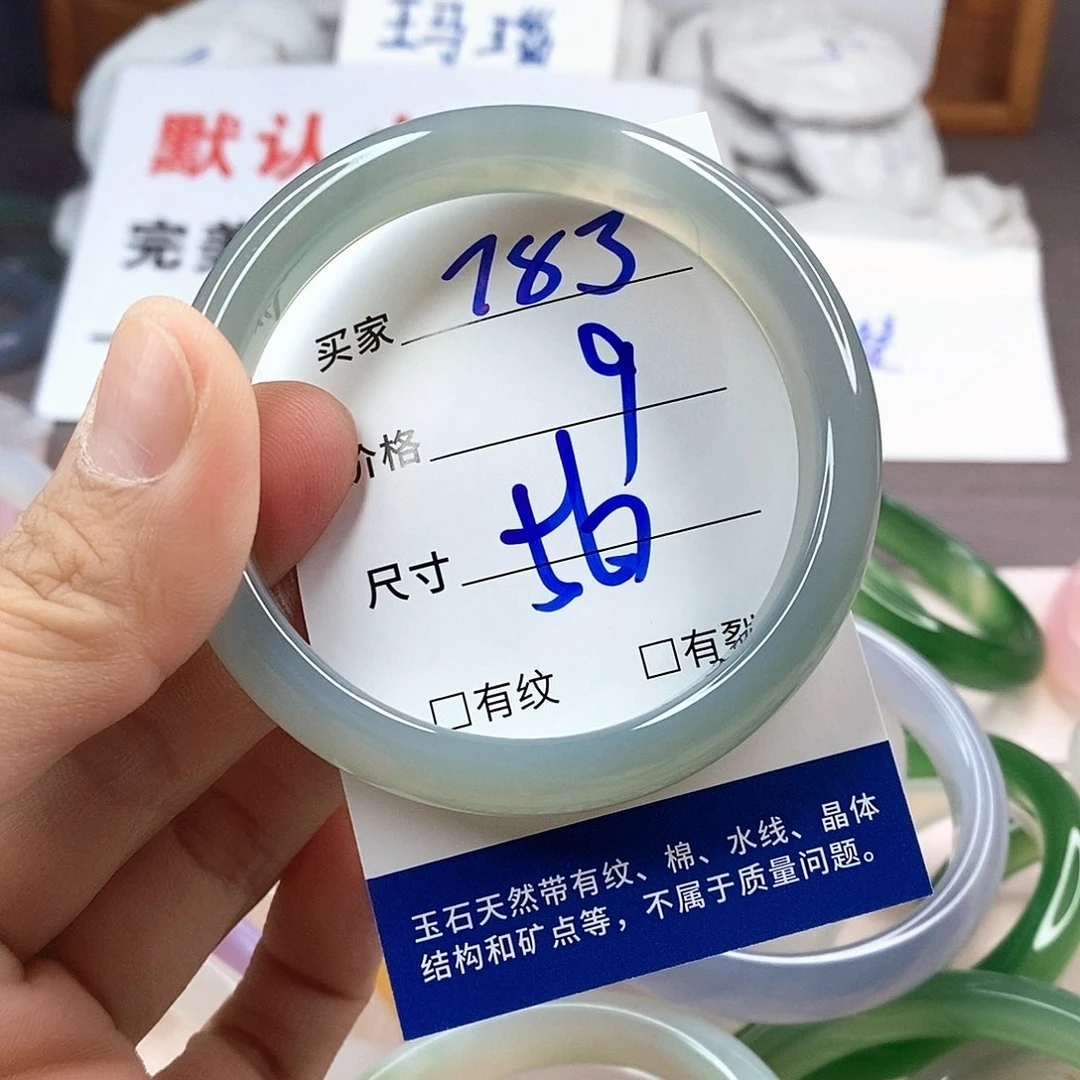 玛瑙
默认
完美
买家 783
价格 9
尺寸 56
□有纹 □有裂
玉石天然带有纹、棉、水线、晶体
结构和矿点等，不属于质量问题。